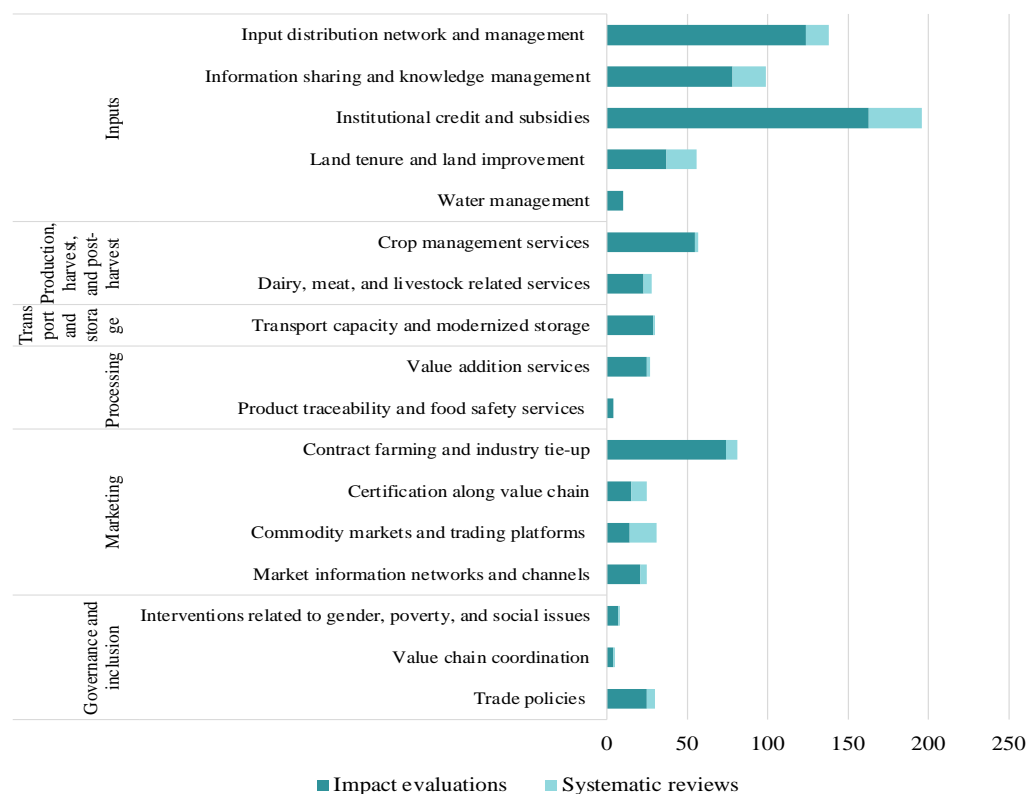 Inputs
Input distribution network and management
Information sharing and knowledge management
Institutional credit and subsidies
Land tenure and land improvement
Water management
Production,
harvest,
and post-
harvest
Crop management services
Dairy, meat, and livestock related services
Trans
port
and
stora
ge
Transport capacity and modernized storage
Processing
Value addition services
Product traceability and food safety services
Marketing
Contract farming and industry tie-up
Certification along value chain
Commodity markets and trading platforms
Market information networks and channels
Governance and
inclusion
Interventions related to gender, poverty, and social issues
Value chain coordination
Trade policies
0 50 100 150 200 250
Impact evaluations Systematic reviews